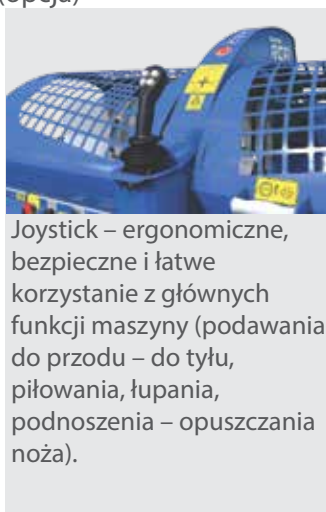 (opcja)
Joystick – ergonomiczne,
bezpieczne i łatwe
korzystanie z głównych
funkcji maszyny (podawania
do przodu – do tyłu,
piłowania, łupania,
podnoszenia – opuszczania
noża).